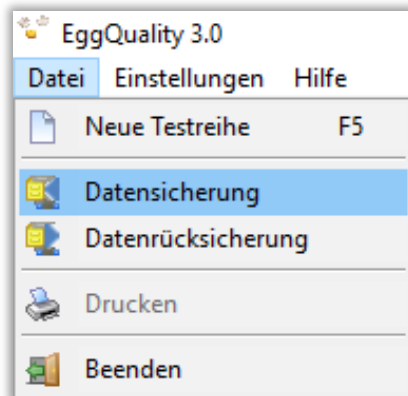 EggQuality 3.0
Datei Einstellungen Hilfe
Neue Testreihe F5
Datensicherung
Datenrücksicherung
Drucken
Beenden